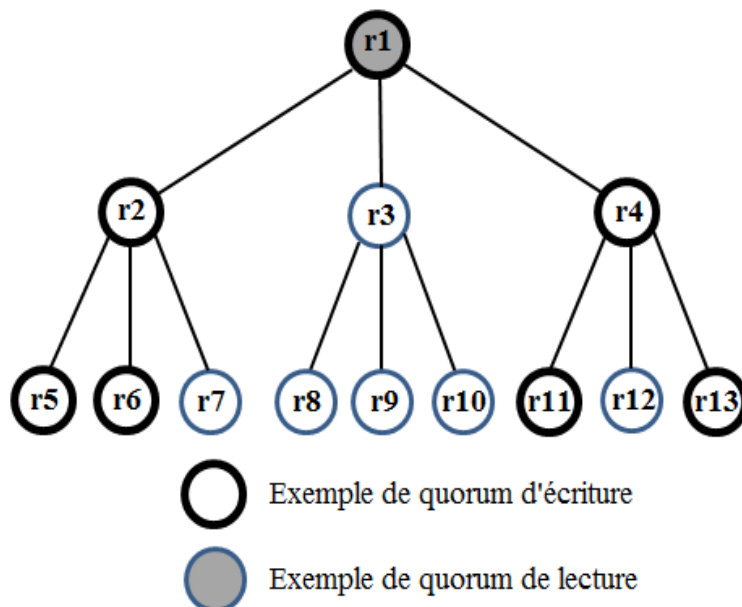 r1
r2 r3 r4
r5 r6 r7 r8 r9 r10 r11 r12 r13
Exemple de quorum d'écriture
Exemple de quorum de lecture